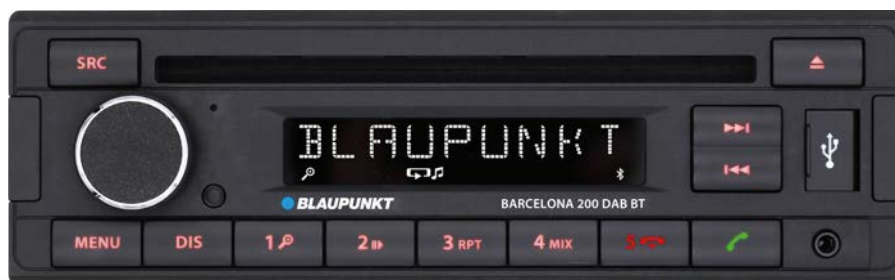 SRC
BLAUPUNKT
BLAUPUNKT BARCELONA 200 DAB BT
MENU DIS 1 2 3 RPT 4 MIX 5